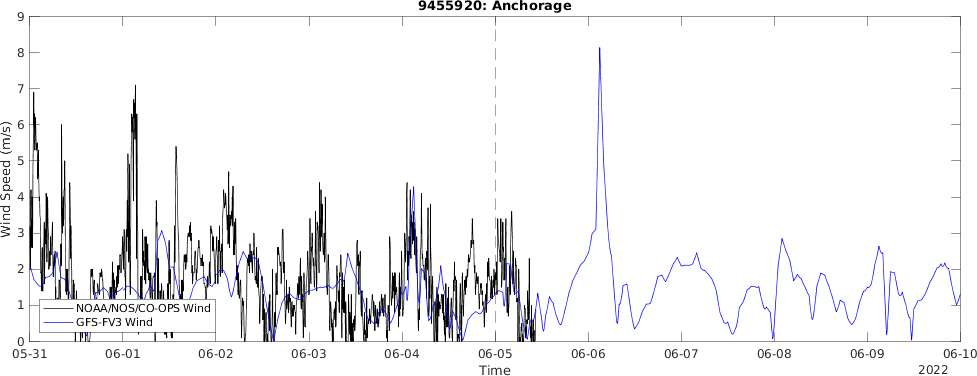 9455920: Anchorage
9
8
7
6
5
4
3
2
1
0
Wind Speed (m/s)
NOAA/NOS/CO-OPS Wind
GFS-FV3 Wind
05-31 06-01 06-02 06-03 06-04 06-05 06-06 06-07 06-08 06-09 06-10
Time
2022